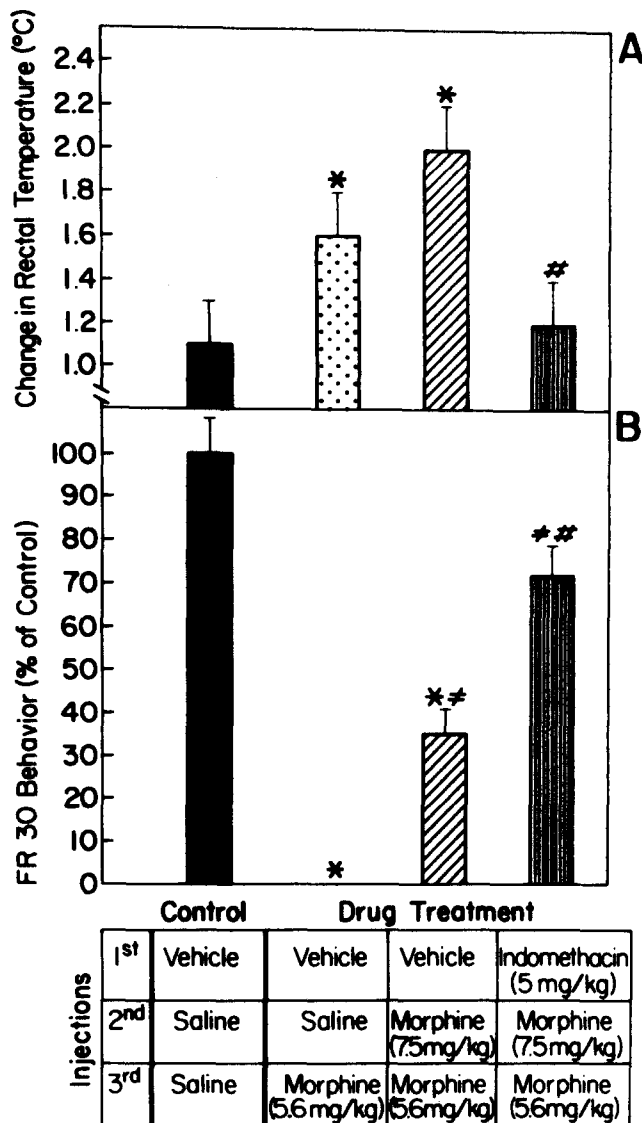 A
Change in Rectal Temperature (°C)
2.4
2.2
2.0
1.8
1.6
1.4
1.2
1.0
*
*
#
B
FR 30 Behavior (% of Control)
100
90
80
70
60
50
40
30
20
10
0
*
*≠
≠#
Control Drug Treatment
Injections
1st Vehicle Vehicle Vehicle Indomethacin
(5 mg/kg)
2nd Saline Saline Morphine Morphine
(7.5mg/kg) (7.5mg/kg)
3rd Saline Morphine Morphine Morphine
(5.6mg/kg) (5.6mg/kg) (5.6mg/kg)